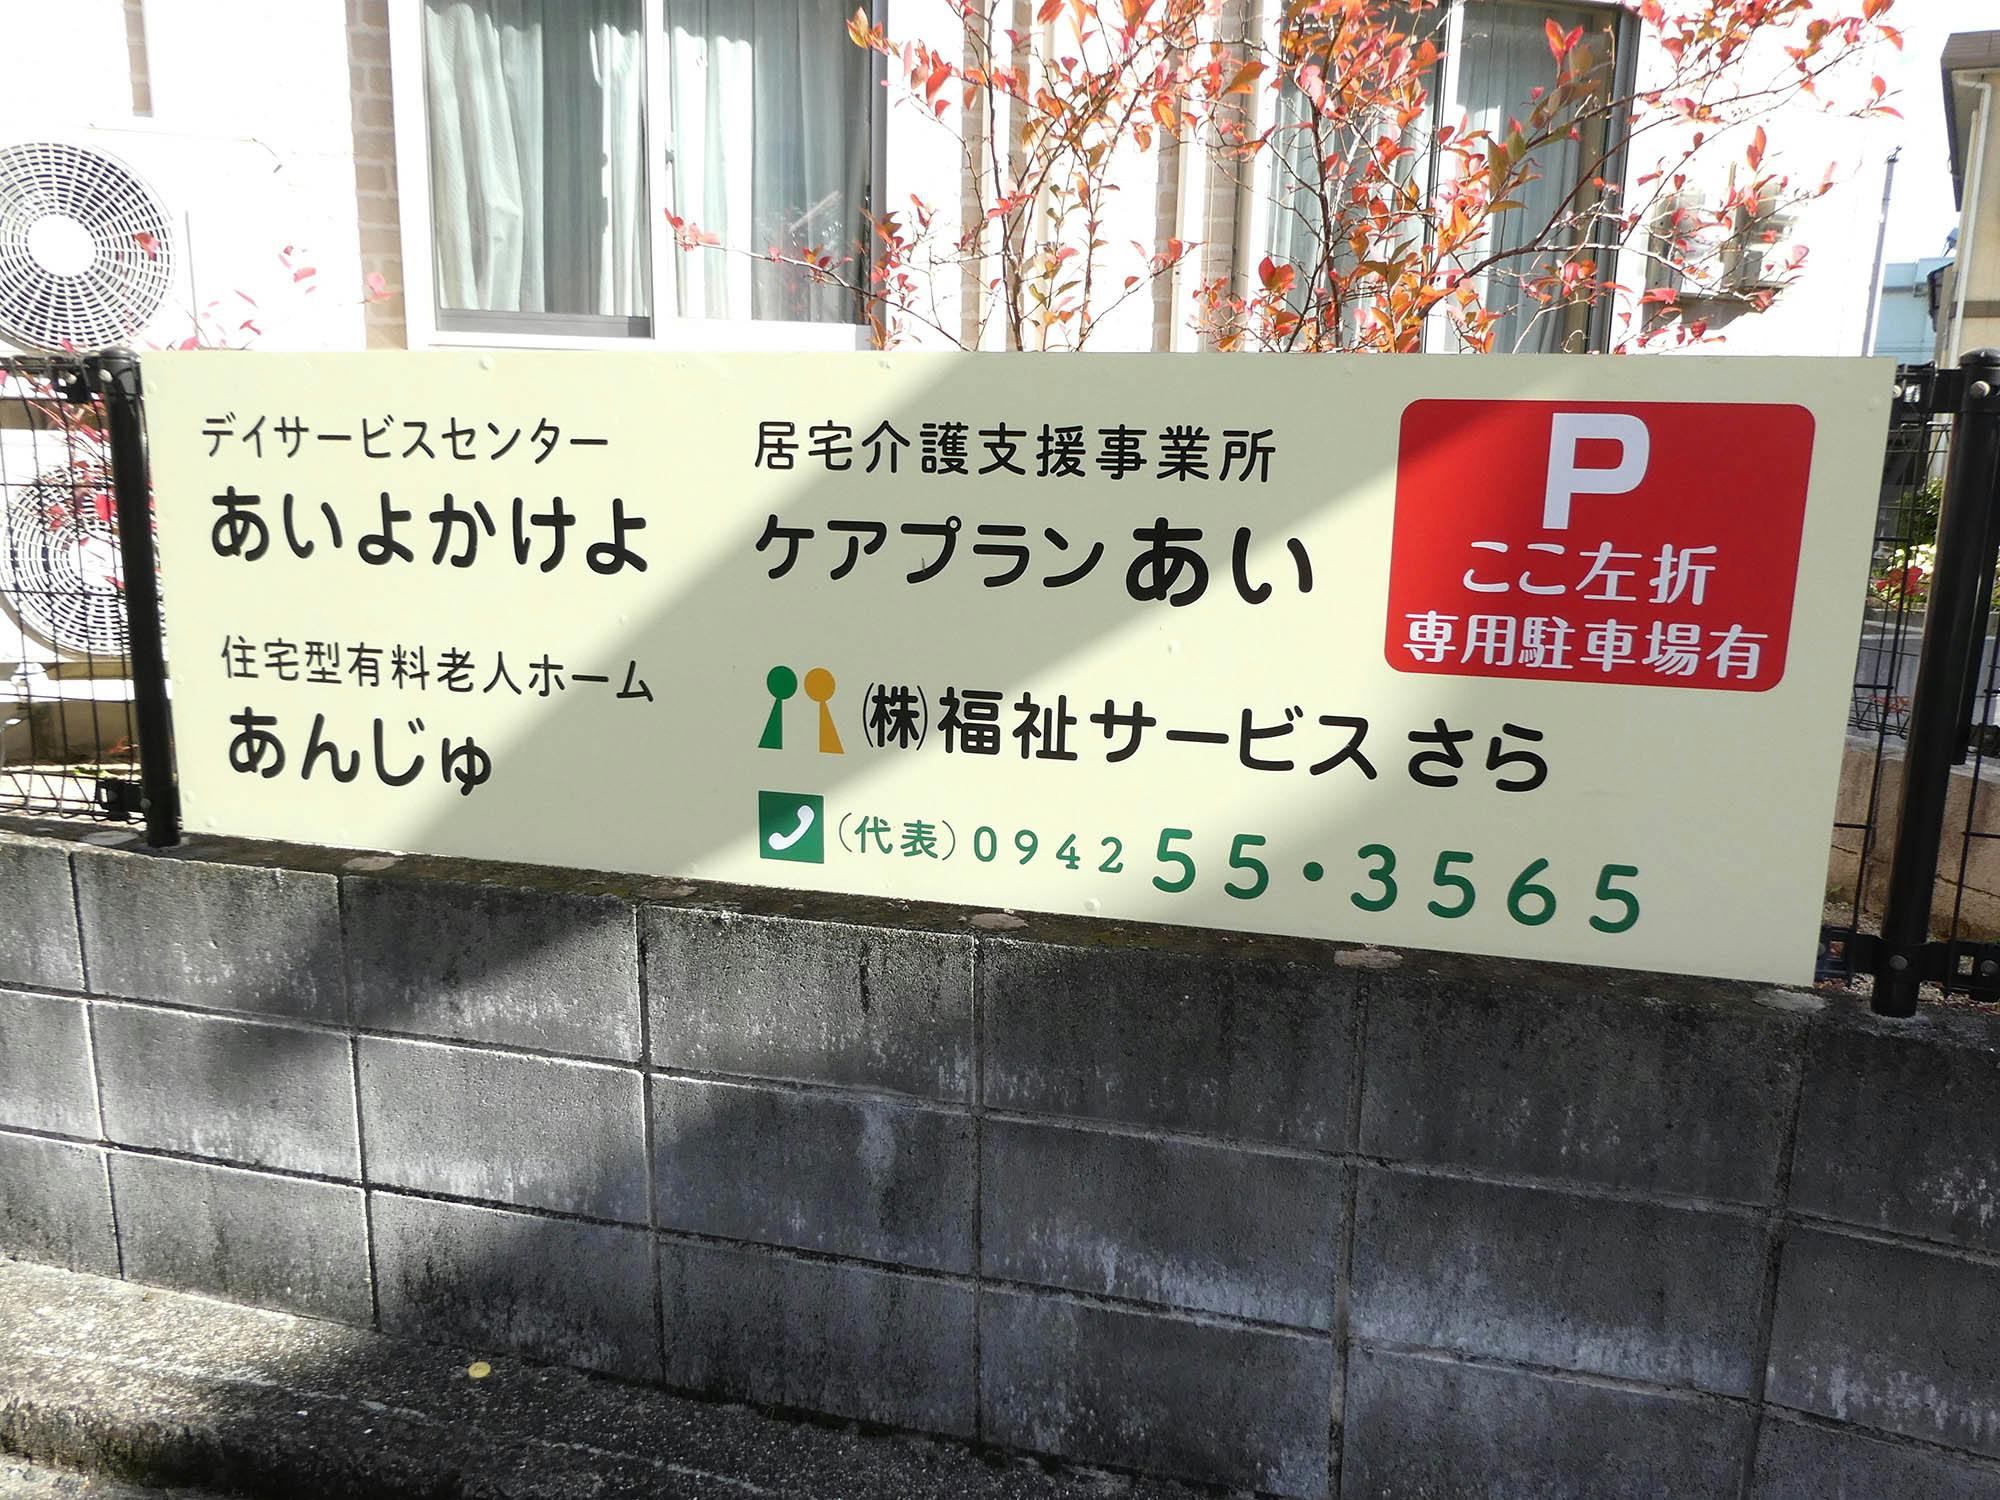 デイサービスセンター
あいよかけよ
住宅型有料老人ホーム
あんじゅ
居宅介護支援事業所
ケアプラン あい
㈱福祉サービス さら
(代表) 0942 55・3565
P
ここ左折
専用駐車場有